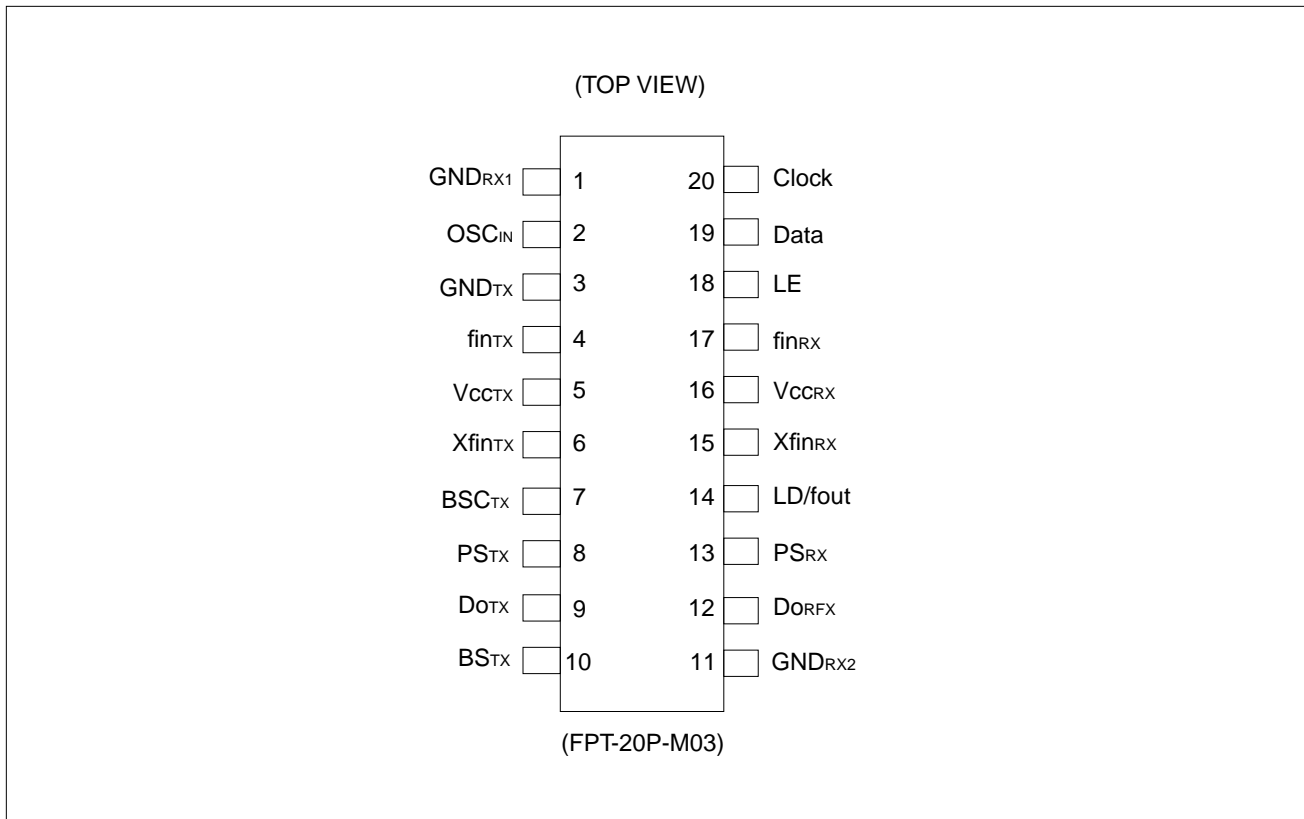 (TOP VIEW)
GNDRX1 1 20 Clock
OSCIN 2 19 Data
GNDTX 3 18 LE
finTX 4 17 finRX
VccTX 5 16 VccRX
XfinTX 6 15 XfinRX
BSCTX 7 14 LD/fout
PSTX 8 13 PSRX
DoTX 9 12 DoRFX
BSTX 10 11 GNDRX2
(FPT-20P-M03)